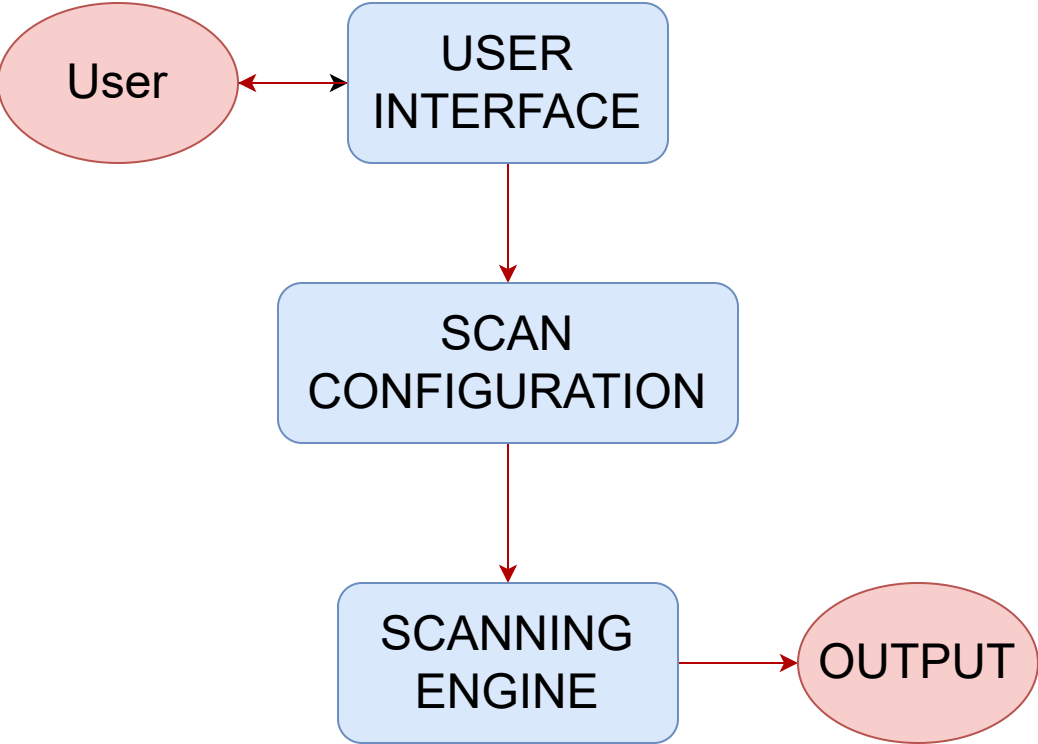 User
USER
INTERFACE
SCAN
CONFIGURATION
SCANNING
ENGINE
OUTPUT